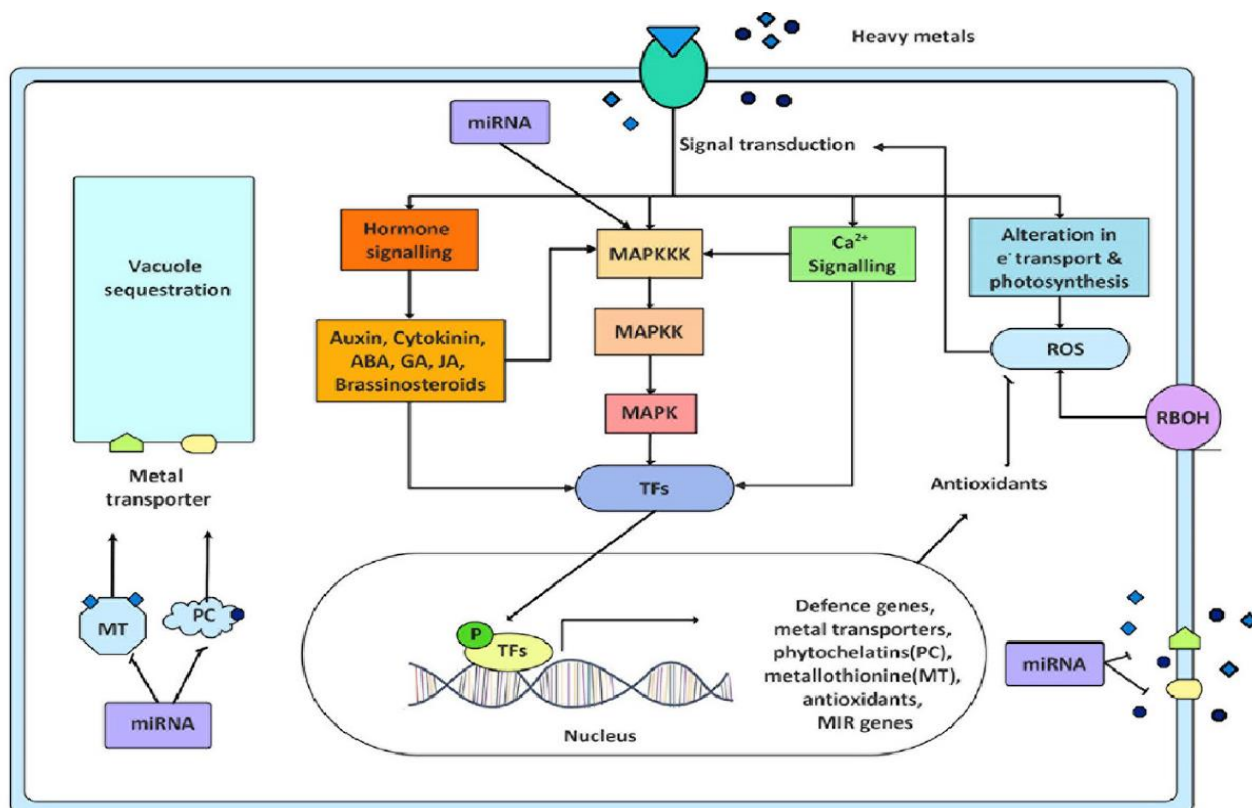 Heavy metals
miRNA
Signal transduction
Hormone
signalling
MAPKKK
Ca²⁺
Signalling
Alteration in
e⁻ transport &
photosynthesis
Vacuole
sequestration
Auxin, Cytokinin,
ABA, GA, JA,
Brassinosteroids
MAPKK
ROS
MAPK
RBOH
Metal
transporter
TFs
Antioxidants
MT
PC
P
TFs
Defence genes,
metal transporters,
phytochelatins(PC),
metallothionine(MT),
antioxidants,
MIR genes
miRNA
miRNA
Nucleus